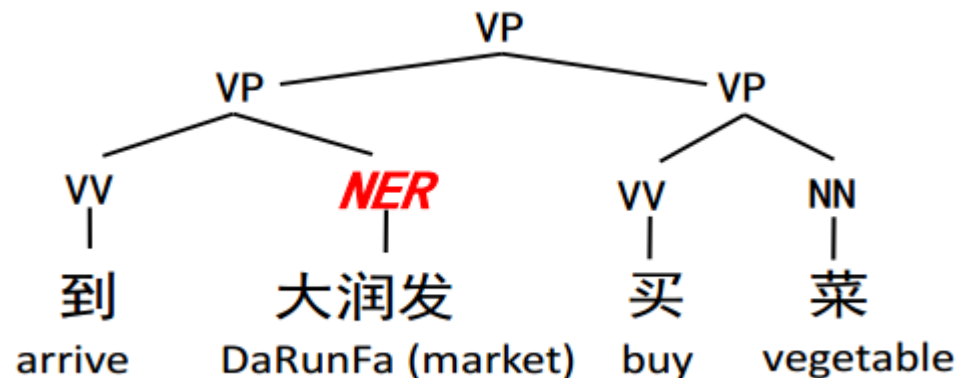 VP
VP VP
VV NER VV NN
到 大润发 买 菜
arrive DaRunFa (market) buy vegetable